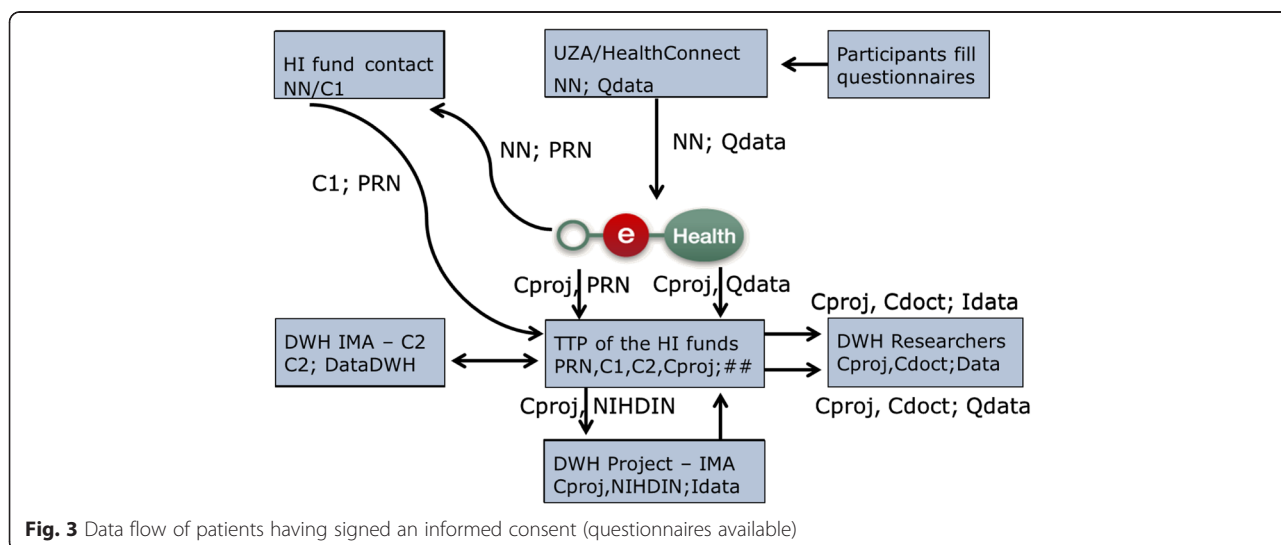 HI fund contact
NN/C1
UZA/HealthConnect
NN; Qdata
Participants fill
questionnaires
NN; PRN
NN; Qdata
C1; PRN
e Health
Cproj, PRN
Cproj, Qdata
Cproj, Cdoct; Idata
DWH IMA – C2
C2; DataDWH
TTP of the HI funds
PRN,C1,C2,Cproj;##
DWH Researchers
Cproj,Cdoct;Data
Cproj, NIHDIN
Cproj, Cdoct; Qdata
DWH Project – IMA
Cproj,NIHDIN;Idata
Fig. 3 Data flow of patients having signed an informed consent (questionnaires available)